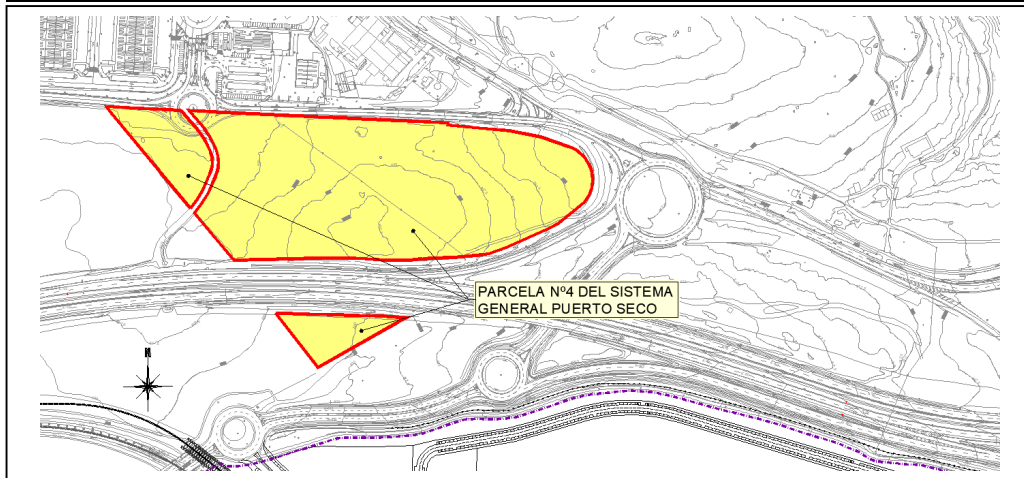 PARCELA Nº4 DEL SISTEMA
GENERAL PUERTO SECO
N